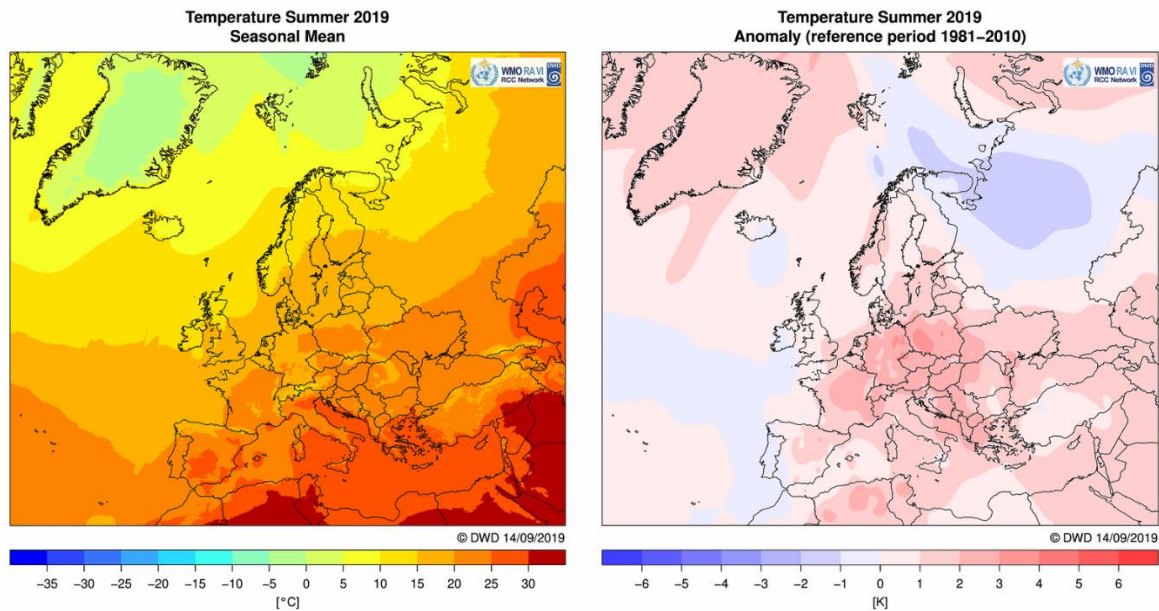 Temperature Summer 2019
Seasonal Mean
WMO RA VI
RCC Network
DWD
© DWD 14/09/2019
−35 −30 −25 −20 −15 −10 −5 0 5 10 15 20 25 30
[°C]
Temperature Summer 2019
Anomaly (reference period 1981−2010)
WMO RA VI
RCC Network
DWD
© DWD 14/09/2019
−6 −5 −4 −3 −2 −1 0 1 2 3 4 5 6
[K]